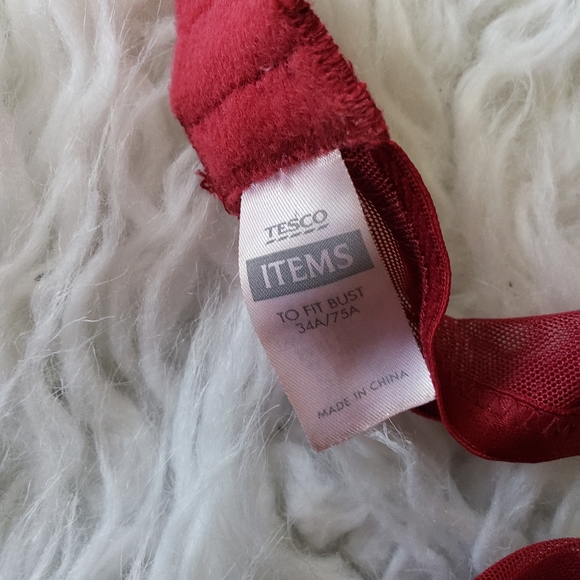 TESCO
ITEMS
TO FIT BUST
34A/75A
MADE IN CHINA